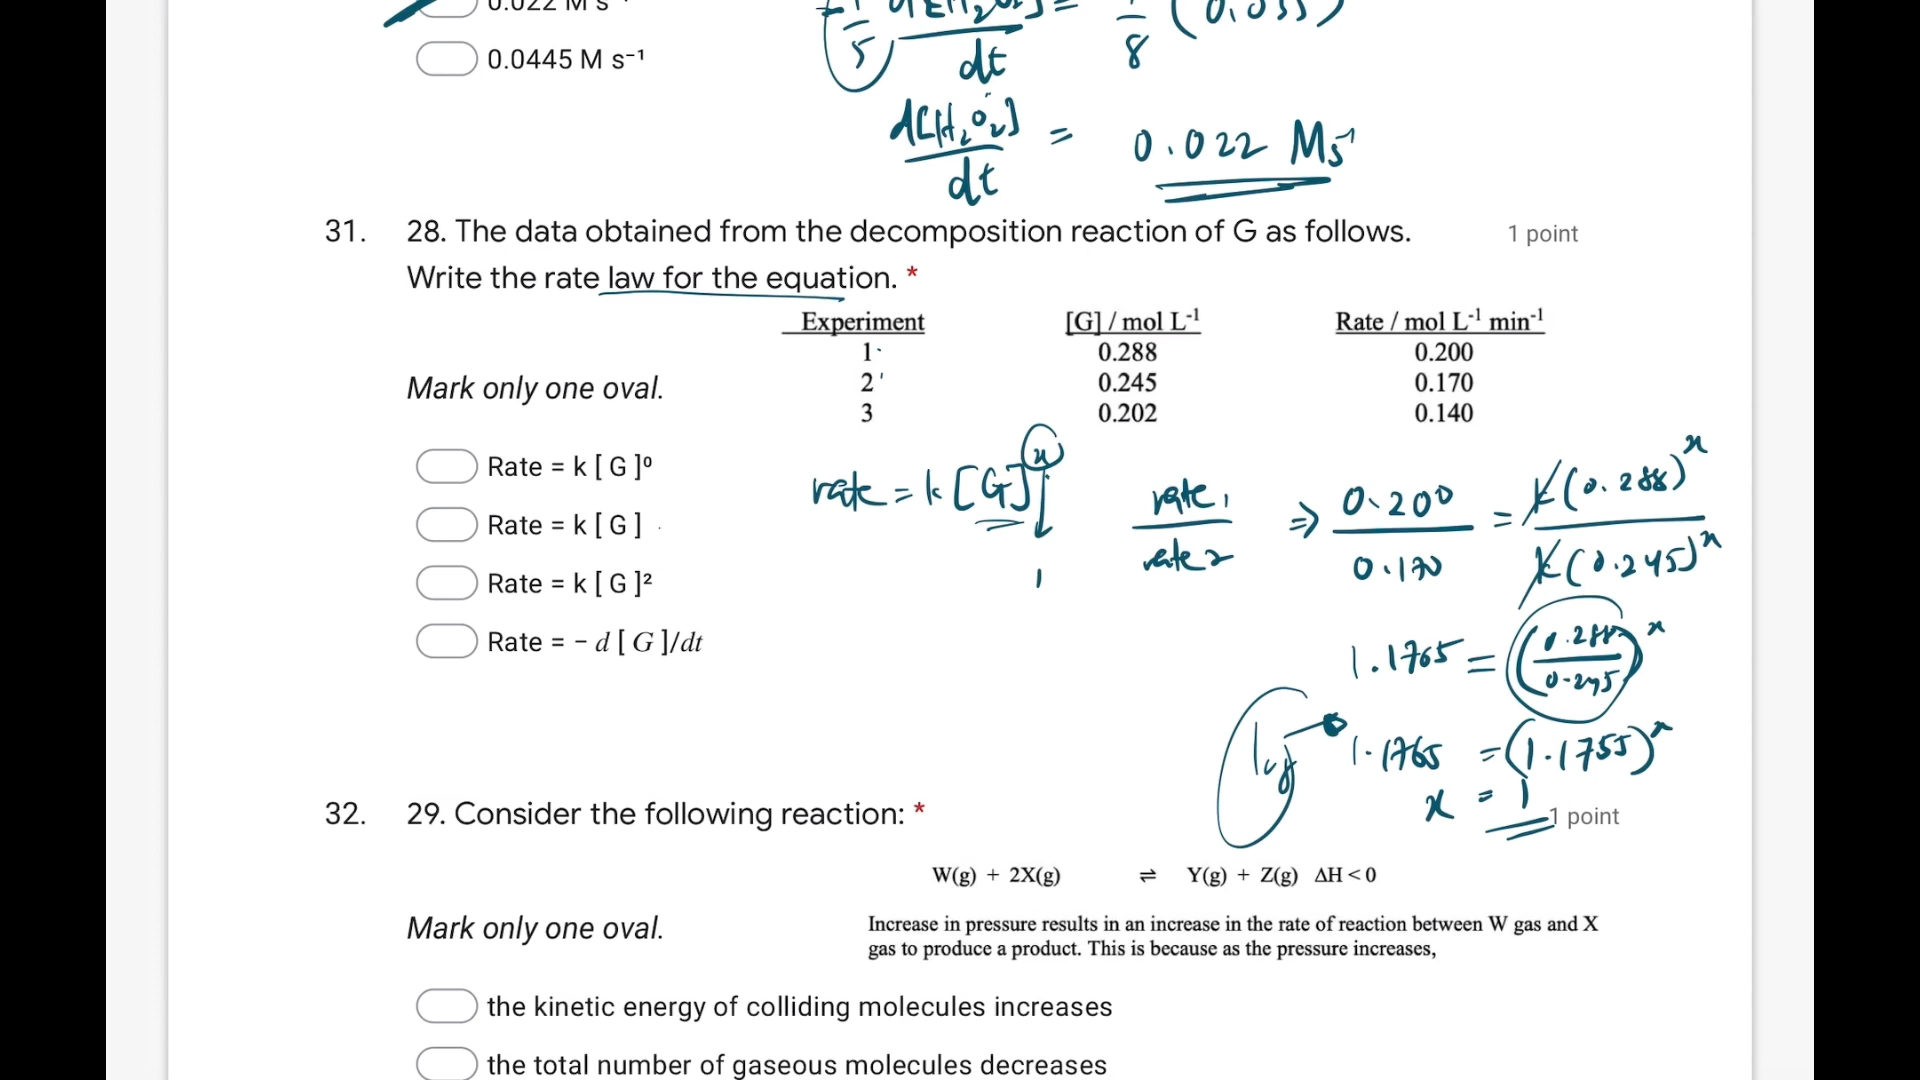 0.022 M s⁻¹
0.0445 M s⁻¹
dt
8
d[H₂O₂]
dt
= 0.022 Ms⁻¹
31. 28. The data obtained from the decomposition reaction of G as follows. 1 point
Write the rate law for the equation. *
Experiment [G] / mol L⁻¹ Rate / mol L⁻¹ min⁻¹
1 0.288 0.200
2 0.245 0.170
3 0.202 0.140
Mark only one oval.
Rate = k [ G ]⁰
Rate = k [ G ]
Rate = k [ G ]²
Rate = − d [ G ]/dt
rate = k [G]ˣ
1
rate₁
rate₂
⇒ 0.200 = k(0.288)ˣ
0.170 k(0.245)ˣ
1.1765 = (0.288
0.245)ˣ
log 1.1765 = (1.1755)ˣ
x = 1
32. 29. Consider the following reaction: * 1 point
W(g) + 2X(g) ⇌ Y(g) + Z(g) ΔH < 0
Mark only one oval.
Increase in pressure results in an increase in the rate of reaction between W gas and X
gas to produce a product. This is because as the pressure increases,
the kinetic energy of colliding molecules increases
the total number of gaseous molecules decreases